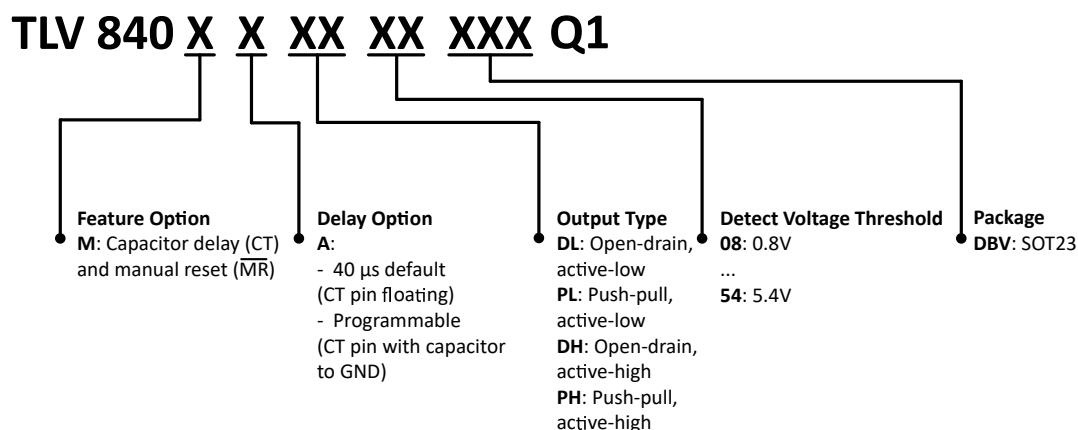 TLV 840 X X XX XX XXX Q1
Feature Option
M: Capacitor delay (CT)
and manual reset (M̅R̅)
Delay Option
A:
- 40 µs default
(CT pin floating)
- Programmable
(CT pin with capacitor
to GND)
Output Type
DL: Open-drain,
active-low
PL: Push-pull,
active-low
DH: Open-drain,
active-high
PH: Push-pull,
active-high
Detect Voltage Threshold
08: 0.8V
...
54: 5.4V
Package
DBV: SOT23